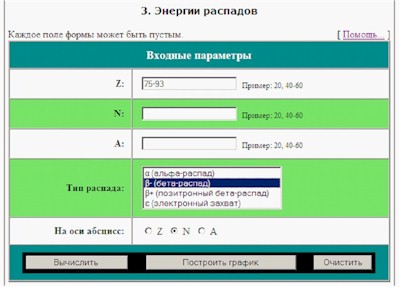 3. Энергии распадов
Каждое поле формы может быть пустым. [ Помощь... ]
Входные параметры
Z: 75-93 Пример: 20, 40-60
N: Пример: 20, 40-60
A: Пример: 20, 40-60
α (альфа-распад)
Тип распада: β- (бета-распад)
β+ (позитронный бета-распад)
ε (электронный захват)
На оси абсцисс: Z N A
Вычислить Построить график Очистить